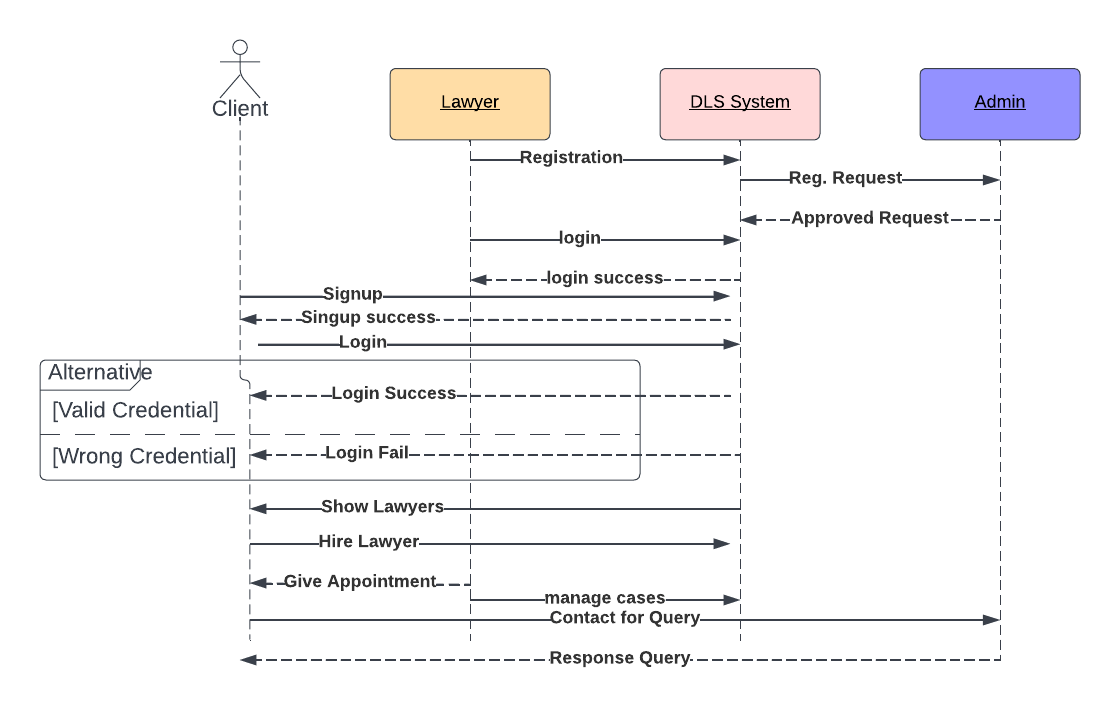 Client
Lawyer
DLS System
Admin
Registration
Reg. Request
Approved Request
login
login success
Signup
Singup success
Login
Alternative
Login Success
[Valid Credential]
Login Fail
[Wrong Credential]
Show Lawyers
Hire Lawyer
Give Appointment
manage cases
Contact for Query
Response Query